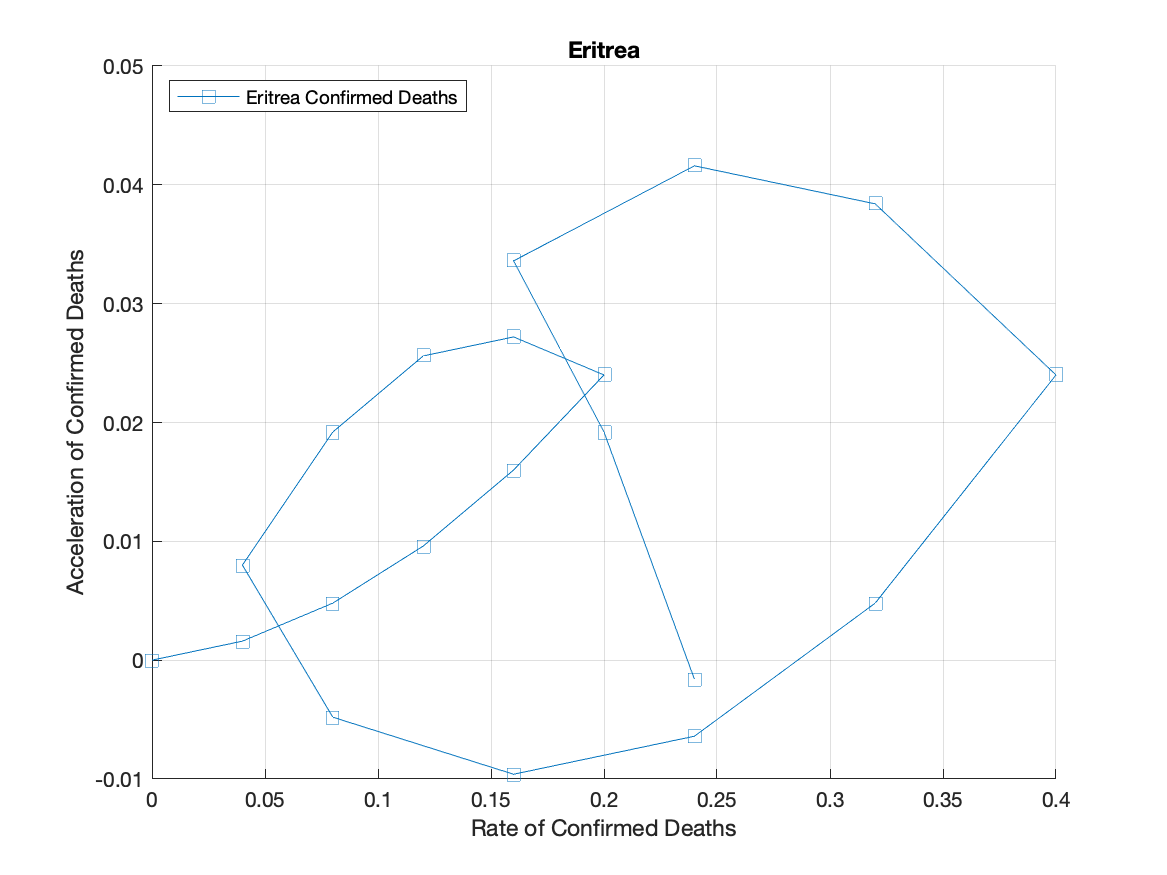 Eritrea
Eritrea Confirmed Deaths
Acceleration of Confirmed Deaths
0.05
0.04
0.03
0.02
0.01
0
-0.01
0 0.05 0.1 0.15 0.2 0.25 0.3 0.35 0.4
Rate of Confirmed Deaths